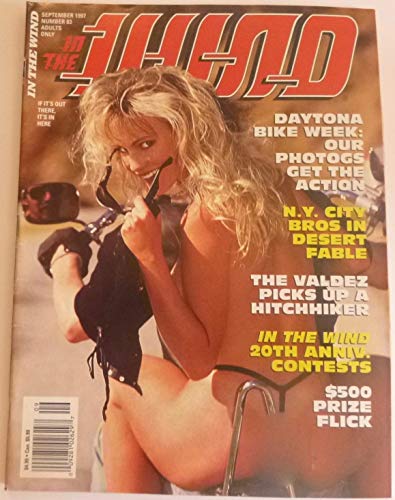 IN THE WIND
SEPTEMBER 1997
NUMBER 83
ADULTS
ONLY
IN
THE
WIND
IF IT'S OUT
THERE,
IT'S IN
HERE
DAYTONA
BIKE WEEK:
OUR
PHOTOGS
GET THE
ACTION
N.Y. CITY
BROS IN
DESERT
FABLE
THE VALDEZ
PICKS UP A
HITCHHIKER
IN THE WIND
20TH ANNIV.
CONTESTS
$500
PRIZE
FLICK
09